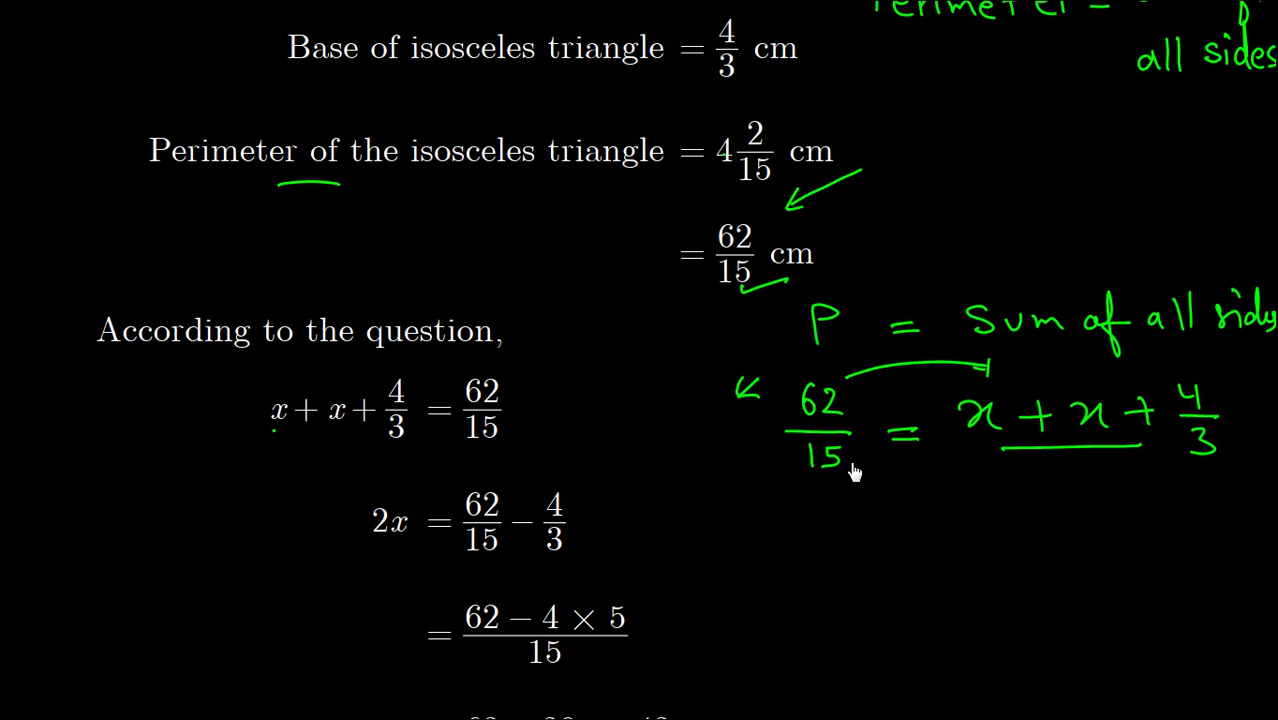 Perimeter =
all sides
Base of isosceles triangle = 4/3 cm
Perimeter of the isosceles triangle = 4 2/15 cm
= 62/15 cm
P = Sum of all sides
According to the question,
x + x + 4/3 = 62/15
62/15 = x + x + 4/3
2x = 62/15 − 4/3
= (62 − 4 × 5)/15